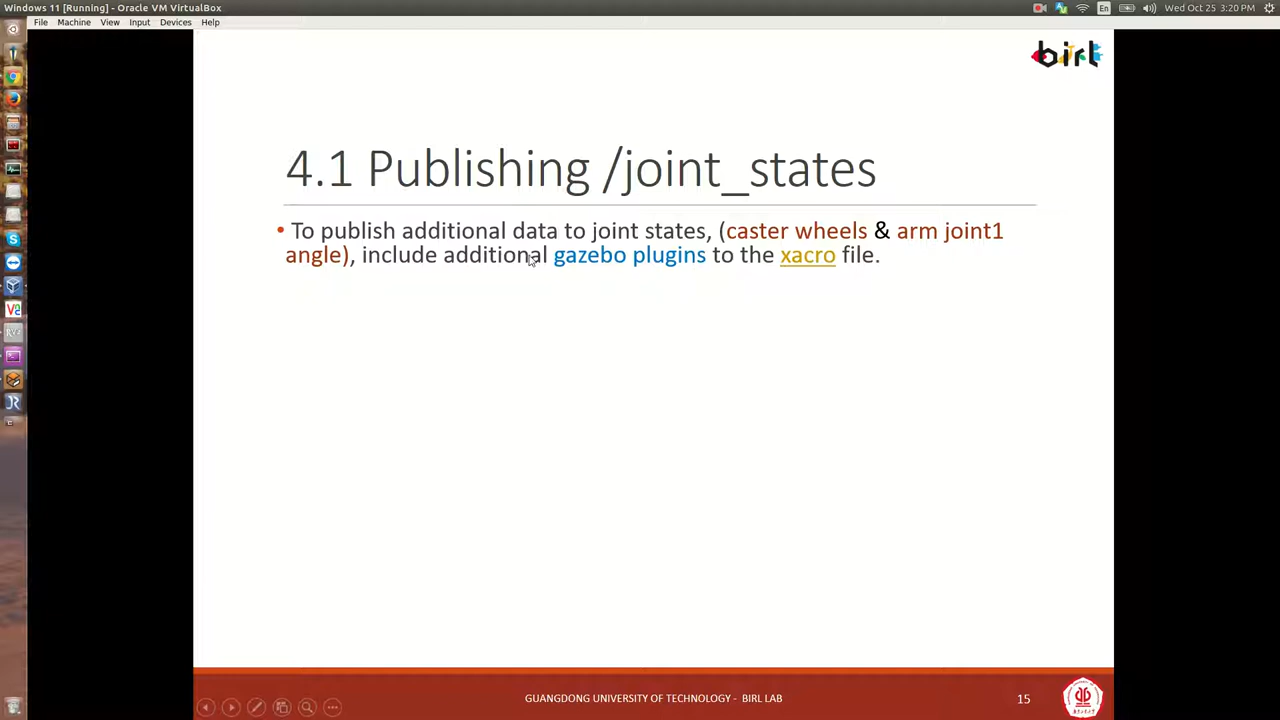 Windows 11 [Running] - Oracle VM VirtualBox
En
Wed Oct 25 3:20 PM
File Machine View Input Devices Help
birl
4.1 Publishing /joint_states
• To publish additional data to joint states, (caster wheels & arm joint1
angle), include additional gazebo plugins to the xacro file.
GUANGDONG UNIVERSITY OF TECHNOLOGY - BIRL LAB
15